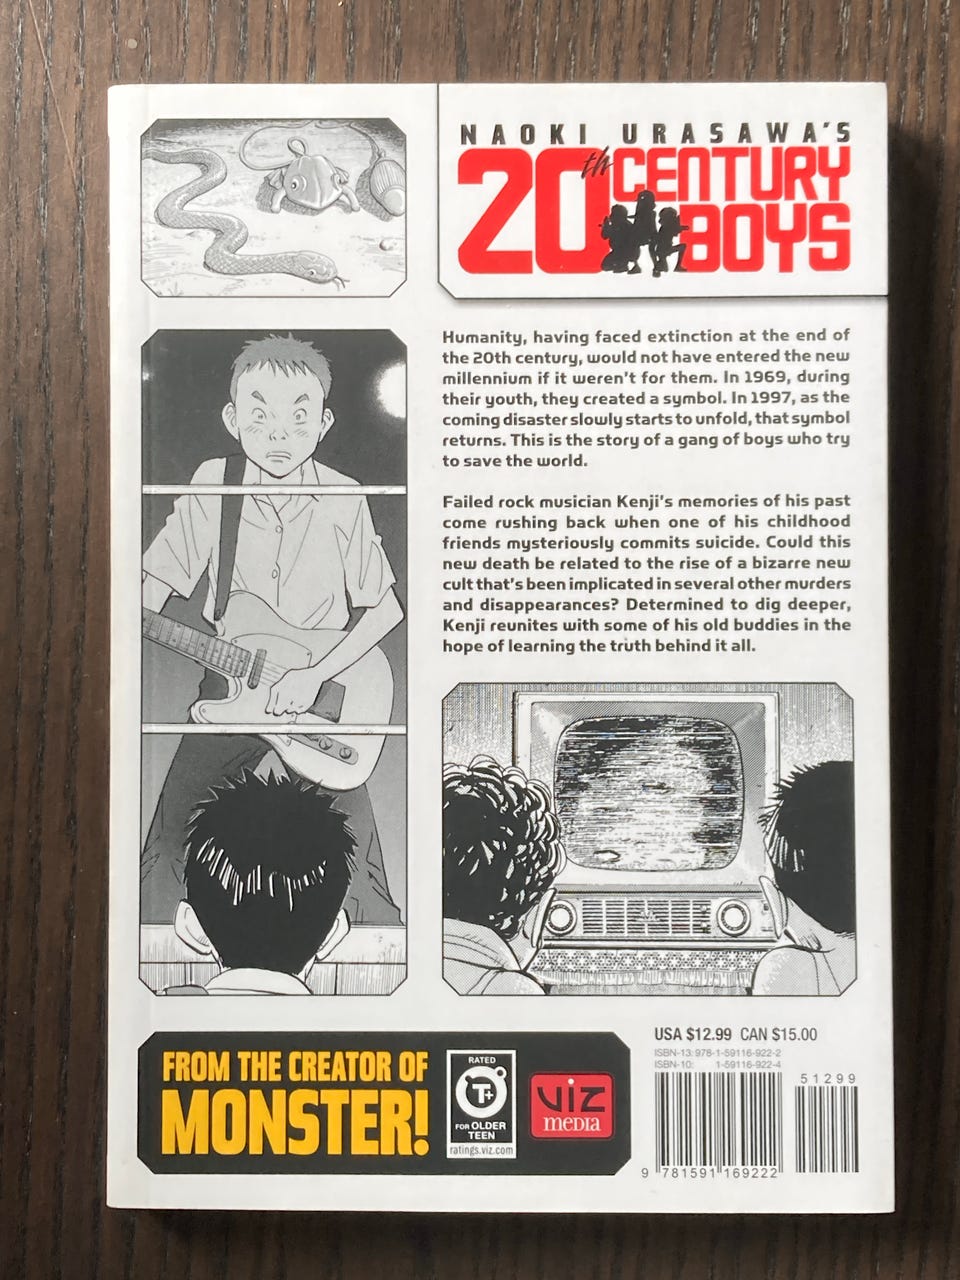 NAOKI URASAWA'S
20th CENTURY
BOYS
Humanity, having faced extinction at the end of
the 20th century, would not have entered the new
millennium if it weren't for them. In 1969, during
their youth, they created a symbol. In 1997, as the
coming disaster slowly starts to unfold, that symbol
returns. This is the story of a gang of boys who try
to save the world.
Failed rock musician Kenji's memories of his past
come rushing back when one of his childhood
friends mysteriously commits suicide. Could this
new death be related to the rise of a bizarre new
cult that's been implicated in several other murders
and disappearances? Determined to dig deeper,
Kenji reunites with some of his old buddies in the
hope of learning the truth behind it all.
FROM THE CREATOR OF
MONSTER!
RATED
T+
FOR OLDER
TEEN
ratings.viz.com
VIZ
MEDIA
USA $12.99 CAN $15.00
ISBN-13: 978-1-59116-922-2
ISBN-10: 1-59116-922-4
51299
9 781591 169222